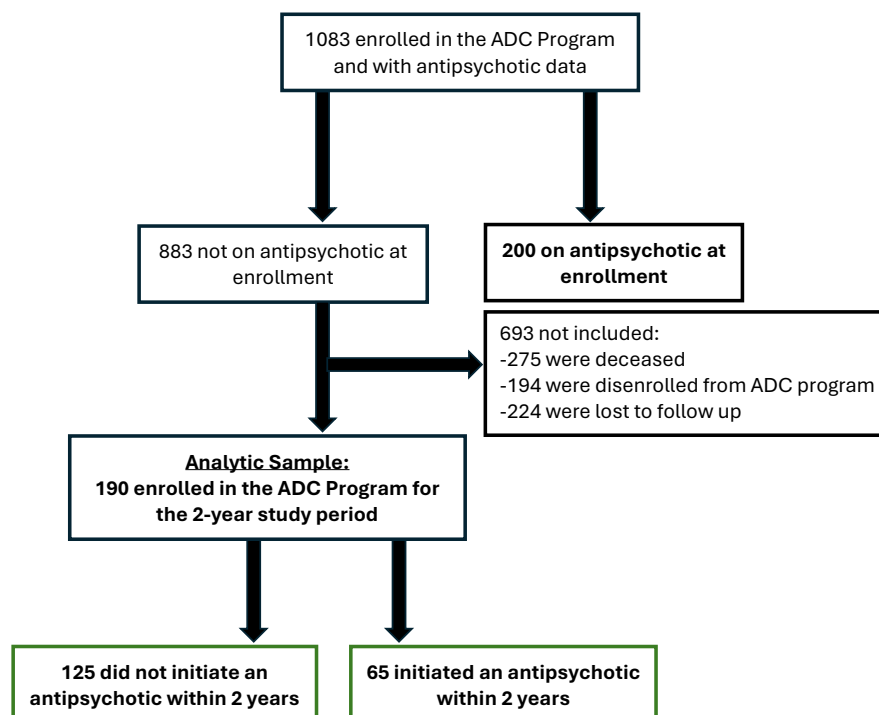 1083 enrolled in the ADC Program
and with antipsychotic data
883 not on antipsychotic at
enrollment
200 on antipsychotic at
enrollment
693 not included:
-275 were deceased
-194 were disenrolled from ADC program
-224 were lost to follow up
Analytic Sample:
190 enrolled in the ADC Program for
the 2-year study period
125 did not initiate an
antipsychotic within 2 years
65 initiated an antipsychotic
within 2 years